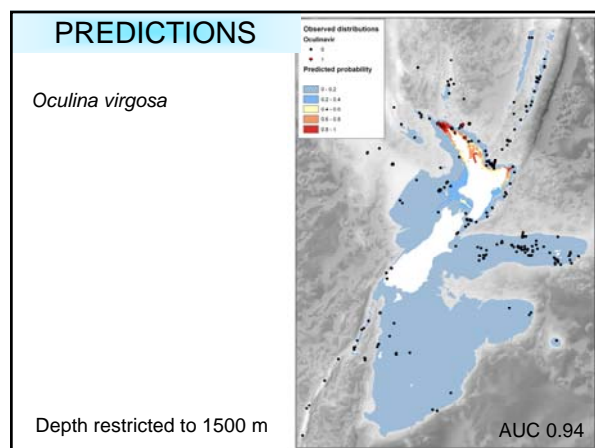 PREDICTIONS
Oculina virgosa
Observed distributions
Oculinavir
0
1
Predicted probability
0 - 0.2
0.2 - 0.4
0.4 - 0.6
0.6 - 0.8
0.8 - 1
Depth restricted to 1500 m
AUC 0.94